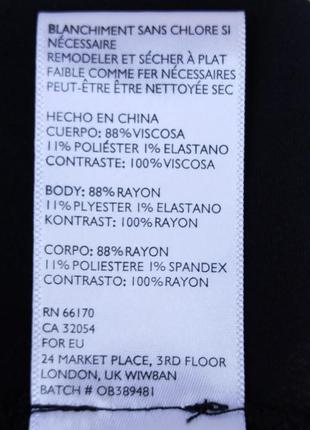 BLANCHIMENT SANS CHLORE SI
NÉCESSAIRE
REMODELER ET SÉCHER À PLAT
FAIBLE COMME FER NÉCESSAIRES
PEUT-ÊTRE ÊTRE NETTOYÉE SEC
HECHO EN CHINA
CUERPO: 88% VISCOSA
11% POLIÉSTER 1% ELASTANO
CONTRASTE: 100% VISCOSA
BODY: 88% RAYON
11% PLYESTER 1% ELASTANO
KONTRAST: 100% RAYON
CORPO: 88% RAYON
11% POLIESTERE 1% SPANDEX
CONTRASTO: 100% RAYON
RN 66170
CA 32054
FOR EU
24 MARKET PLACE, 3RD FLOOR
LONDON, UK WIW8AN
BATCH # OB389481